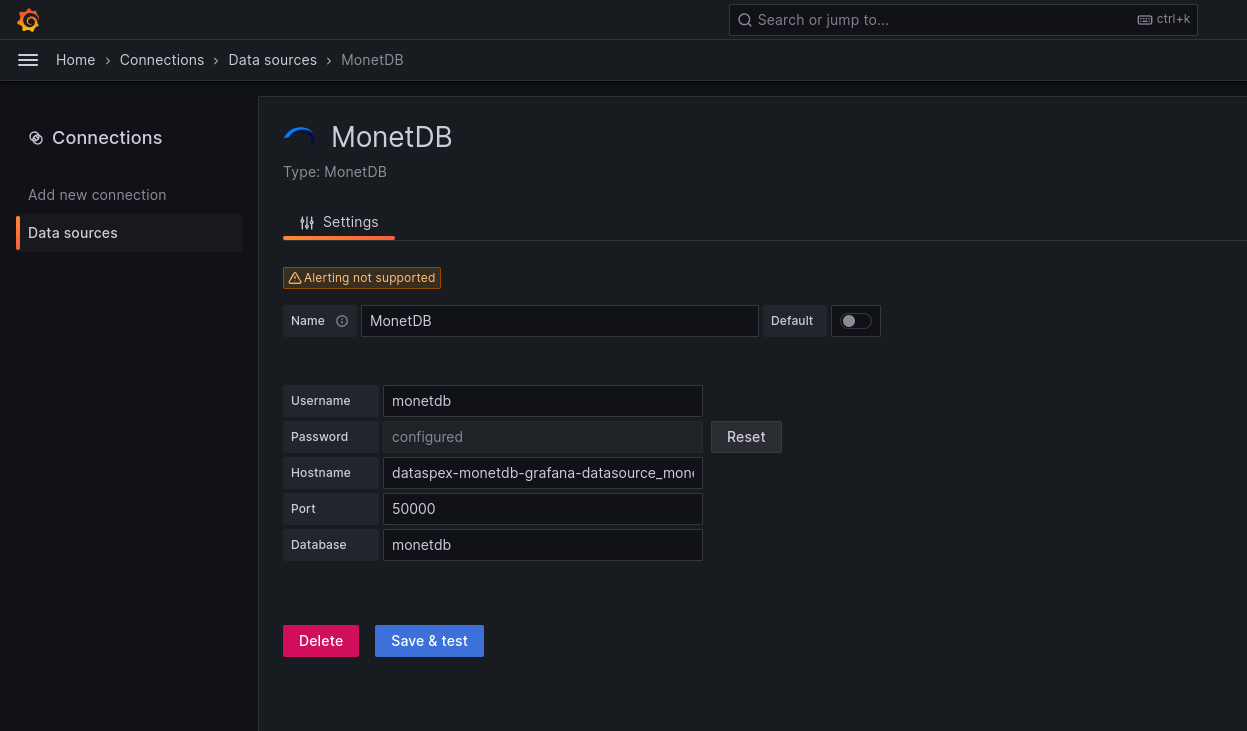 Search or jump to...
ctrl+k
Home › Connections › Data sources › MonetDB
Connections
Add new connection
Data sources
MonetDB
Type: MonetDB
Settings
Alerting not supported
Name MonetDB Default
Username monetdb
Password configured Reset
Hostname dataspex-monetdb-grafana-datasource_mone
Port 50000
Database monetdb
Delete Save & test